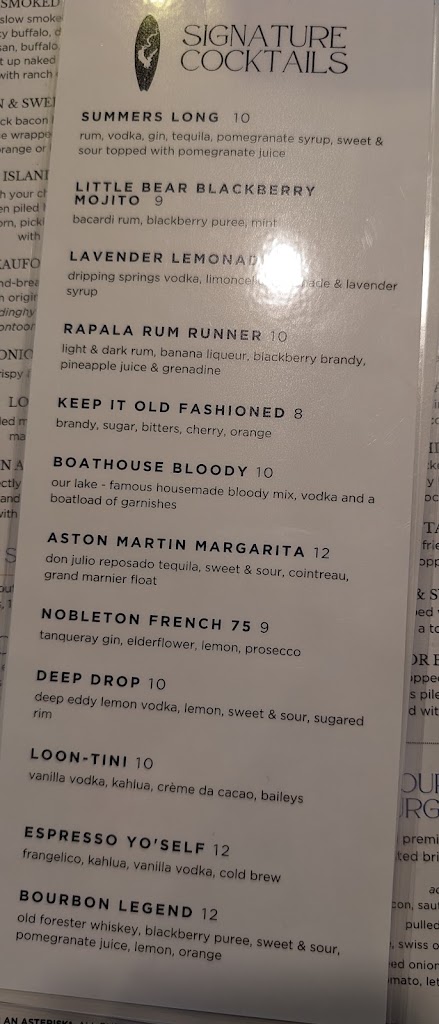 SIGNATURE
COCKTAILS
SUMMERS LONG 10
rum, vodka, gin, tequila, pomegranate syrup, sweet &
sour topped with pomegranate juice
LITTLE BEAR BLACKBERRY
MOJITO 9
bacardi rum, blackberry puree, mint
LAVENDER
dripping springs vodka, & lavender
syrup
RAPALA RUM RUNNER 10
light & dark rum, banana liqueur, blackberry brandy,
pineapple juice & grenadine
KEEP IT OLD FASHIONED 8
brandy, sugar, bitters, cherry, orange
BOATHOUSE BLOODY 10
our lake - famous housemade bloody mix, vodka and a
boatload of garnishes
ASTON MARTIN MARGARITA 12
don julio reposado tequila, sweet & sour, cointreau,
grand marnier float
NOBLETON FRENCH 75 9
tanqueray gin, elderflower, lemon, prosecco
DEEP DROP 10
deep eddy lemon vodka, lemon, sweet & sour, sugared
rim
LOON-TINI 10
vanilla vodka, kahlua, crème da cacao, baileys
ESPRESSO YO'SELF 12
frangelico, kahlua, vanilla vodka, cold brew
BOURBON LEGEND 12
old forester whiskey, blackberry puree, sweet & sour,
pomegranate juice, lemon, orange